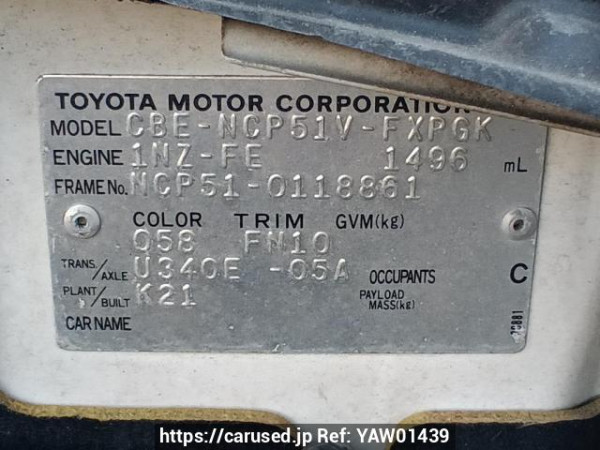 TOYOTA MOTOR CORPORATION
MODEL CBE-NCP51V-FXPGK
ENGINE 1NZ-FE 1496 mL
FRAME No. NCP51-0118861
COLOR TRIM GVM(kg)
058 FN10
TRANS/AXLE U340E -05A OCCUPANTS C
PLANT/BUILT K21 PAYLOAD MASS(kg)
CAR NAME
https://carused.jp Ref: YAW01439